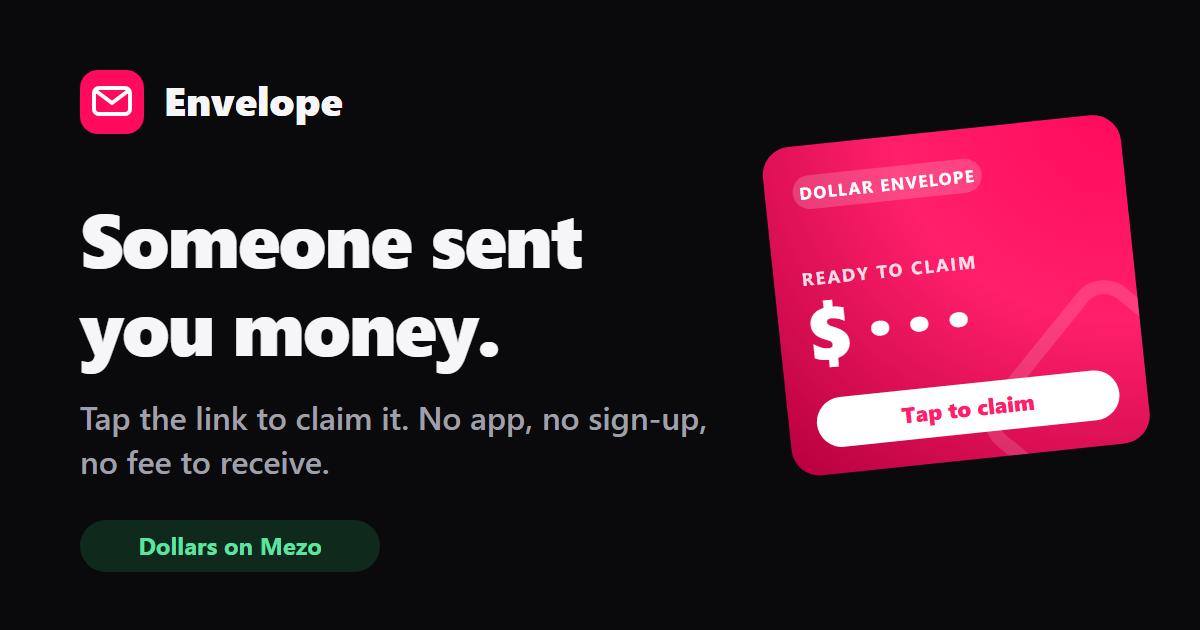 Envelope
Someone sent
you money.
Tap the link to claim it. No app, no sign-up,
no fee to receive.
Dollars on Mezo
DOLLAR ENVELOPE
READY TO CLAIM
$ • • •
Tap to claim